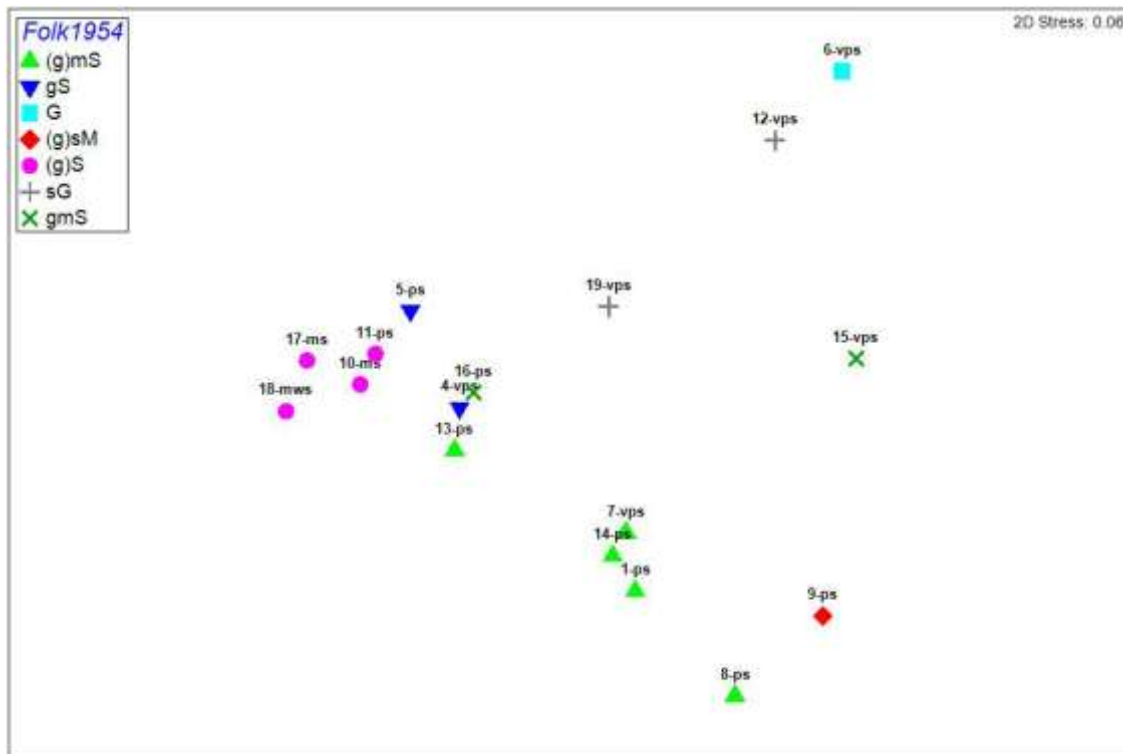 Folk1954
(g)mS
gS
G
(g)sM
(g)S
sG
gmS
2D Stress: 0.06
6-vps
12-vps
19-vps
5-ps
15-vps
11-ps
17-ms
10-ms
16-ps
18-mws
4-vps
13-ps
7-vps
14-ps
1-ps
9-ps
8-ps